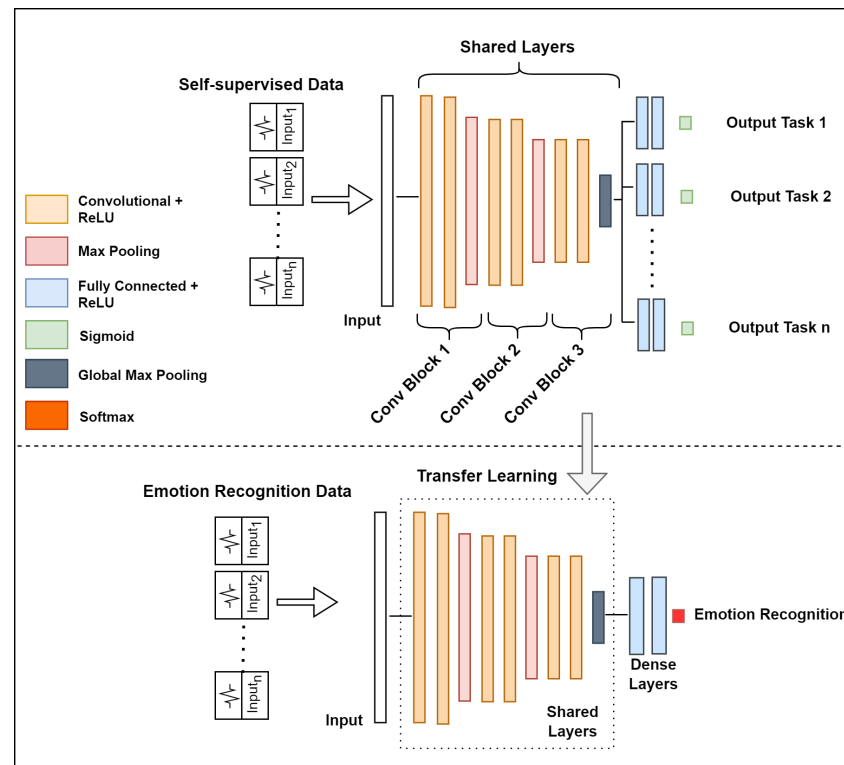 Shared Layers
Self-supervised Data
Input1
Input2
Inputn
Input
Output Task 1
Output Task 2
Output Task n
Conv Block 1
Conv Block 2
Conv Block 3
Convolutional +
ReLU
Max Pooling
Fully Connected +
ReLU
Sigmoid
Global Max Pooling
Softmax
Transfer Learning
Emotion Recognition Data
Input1
Input2
Inputn
Input
Shared
Layers
Dense
Layers
Emotion Recognition